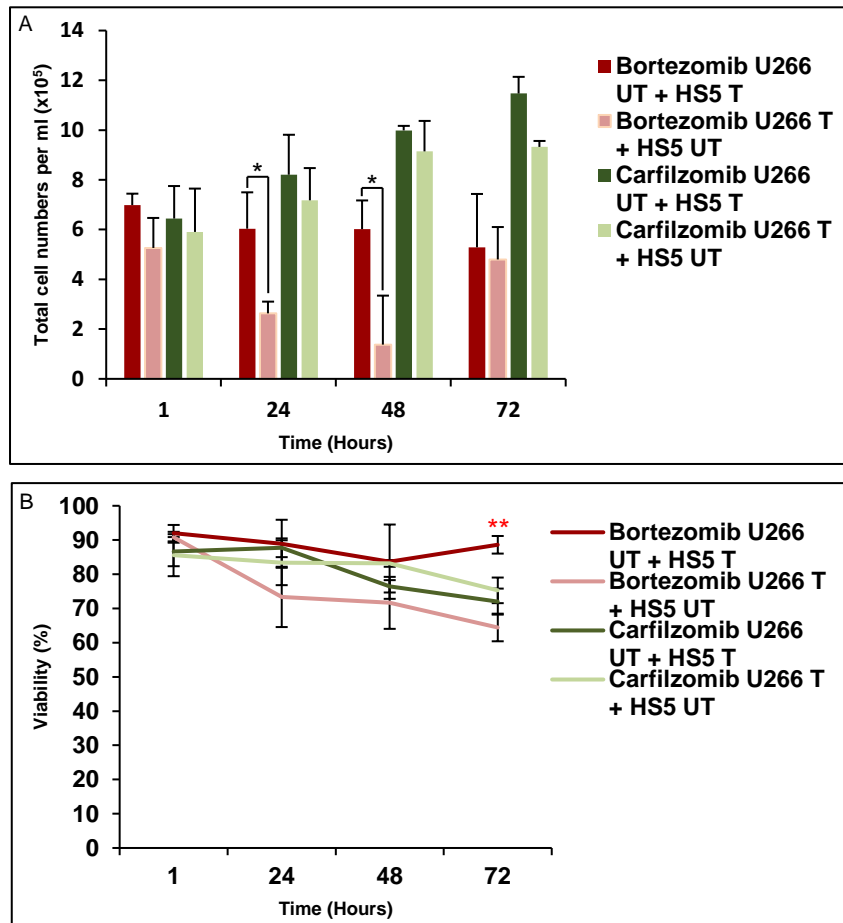 A
Total cell numbers per ml (x10⁵)
14
12
10
8
6
4
2
0
*
*
1
24
48
72
Time (Hours)
Bortezomib U266
UT + HS5 T
Bortezomib U266 T
+ HS5 UT
Carfilzomib U266
UT + HS5 T
Carfilzomib U266 T
+ HS5 UT
B
Viability (%)
100
90
80
70
60
50
40
30
20
10
0
**
1
24
48
72
Time (Hours)
Bortezomib U266
UT + HS5 T
Bortezomib U266 T
+ HS5 UT
Carfilzomib U266
UT + HS5 T
Carfilzomib U266 T
+ HS5 UT